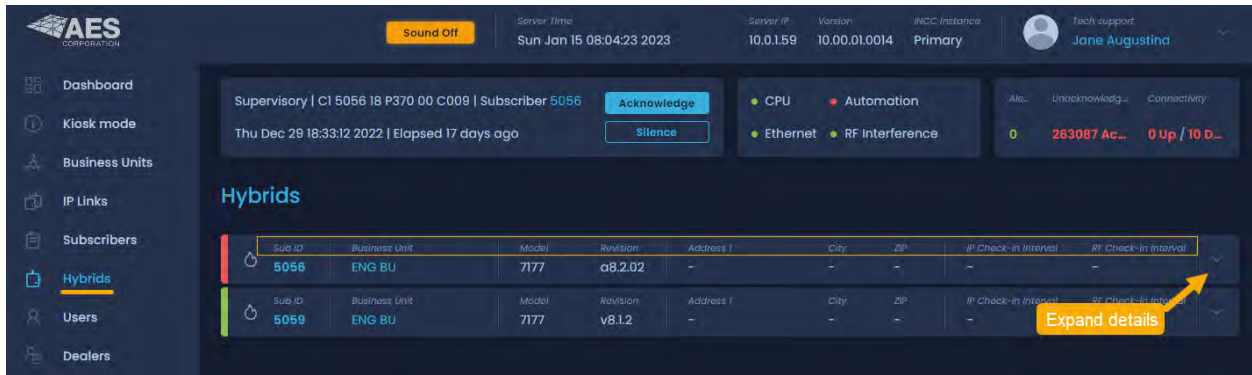 AES
CORPORATION
Sound Off
Server Time
Sun Jan 15 08:04:23 2023
Server IP
10.0.1.59
Version
10.00.01.0014
INCC Instance
Primary
Tech support
Jane Augustina
Dashboard
Kiosk mode
Business Units
IP Links
Subscribers
Hybrids
Users
Dealers
Supervisory | C1 5056 18 P370 00 C009 | Subscriber 5056
Thu Dec 29 18:33:12 2022 | Elapsed 17 days ago
Acknowledge
Silence
CPU
Automation
Ethernet
RF Interference
Ale...
Unacknowledg...
Connectivity
0
263087 Ac...
0 Up / 10 D...
Hybrids
Sub ID Business Unit Model Revision Address 1 City ZIP IP Check-in Interval RF Check-in Interval
5056 ENG BU 7177 a8.2.02 - - - - -
Sub ID Business Unit Model Revision Address 1 City ZIP IP Check-in Interval RF Check-in Interval
5059 ENG BU 7177 v8.1.2 - - - -
Expand details